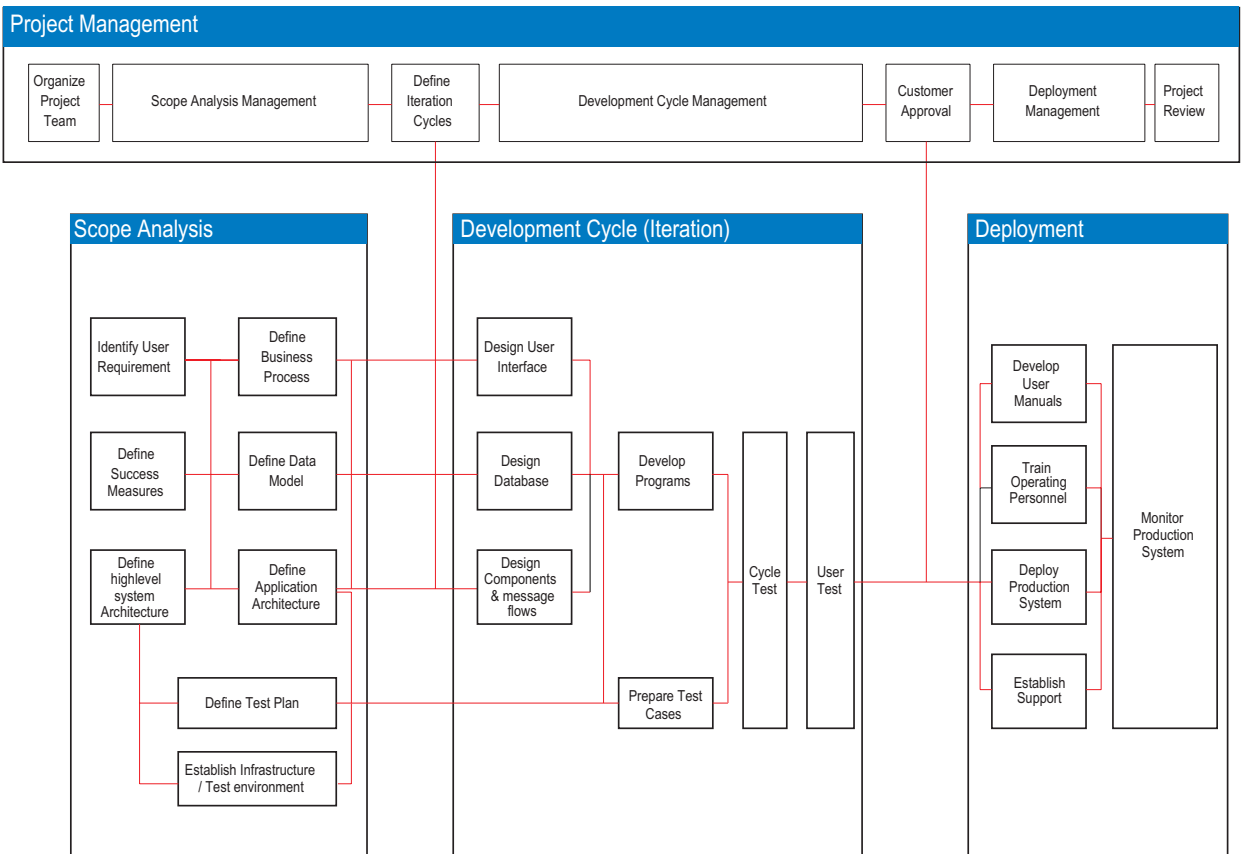 Project Management
Organize
Project
Team
Scope Analysis Management
Define
Iteration
Cycles
Development Cycle Management
Customer
Approval
Deployment
Management
Project
Review
Scope Analysis
Identify User
Requirement
Define
Business
Process
Define
Success
Measures
Define Data
Model
Define
highlevel
system
Architecture
Define
Application
Architecture
Define Test Plan
Establish Infrastructure
/ Test environment
Development Cycle (Iteration)
Design User
Interface
Design
Database
Design
Components
& message
flows
Develop
Programs
Prepare Test
Cases
Cycle
Test
User
Test
Deployment
Develop
User
Manuals
Train
Operating
Personnel
Deploy
Production
System
Establish
Support
Monitor
Production
System